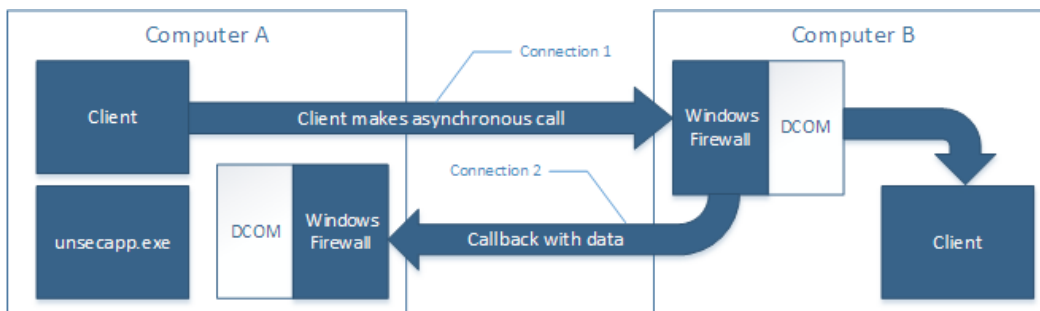 Computer A
Computer B
Connection 1
Client
Client makes asynchronous call
Windows
Firewall
DCOM
Connection 2
unsecapp.exe
DCOM
Windows
Firewall
Callback with data
Client